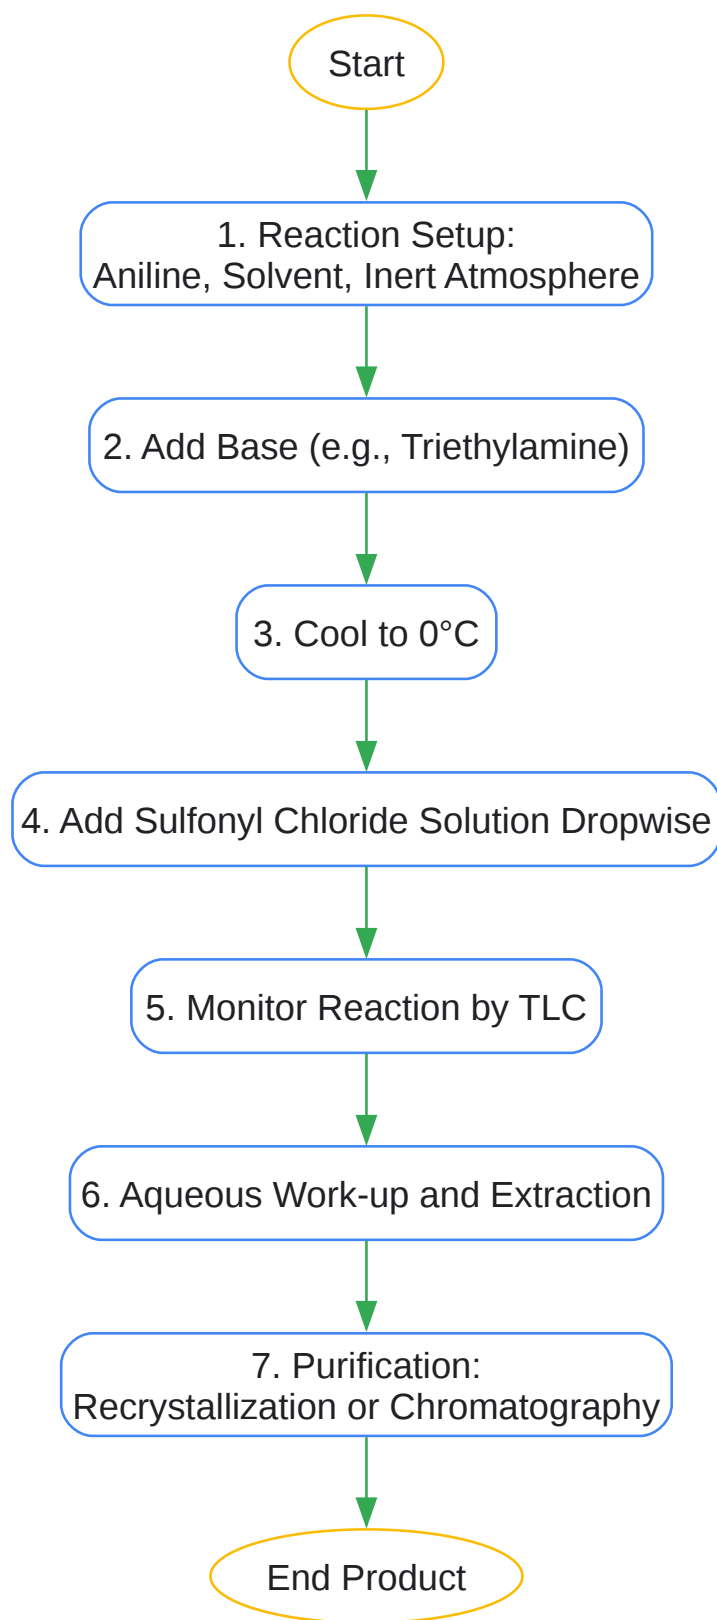 Start
1. Reaction Setup:
Aniline, Solvent, Inert Atmosphere
2. Add Base (e.g., Triethylamine)
3. Cool to 0°C
4. Add Sulfonyl Chloride Solution Dropwise
5. Monitor Reaction by TLC
6. Aqueous Work-up and Extraction
7. Purification:
Recrystallization or Chromatography
End Product